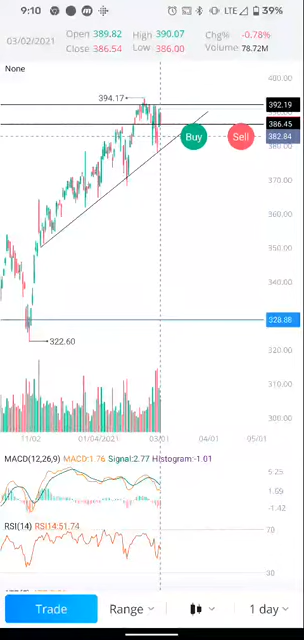 9:10 LTE 39%
03/02/2021 Open 389.82 High 390.07 Chg% -0.78%
Close 386.54 Low 386.00 Volume 78.72M
None
400.00
394.17
392.19
386.45
382.84
Buy Sell
380.00
370.00
360.00
350.00
340.00
328.88
322.60
320.00
310.00
300.00
11/02 01/04/2021 03/01 04/01 05/01
MACD(12,26,9) MACD:1.76 Signal:2.77 Histogram:-1.01
5.25
-1.42
RSI(14) RSI14:51.74
70
30
Trade Range 1 day